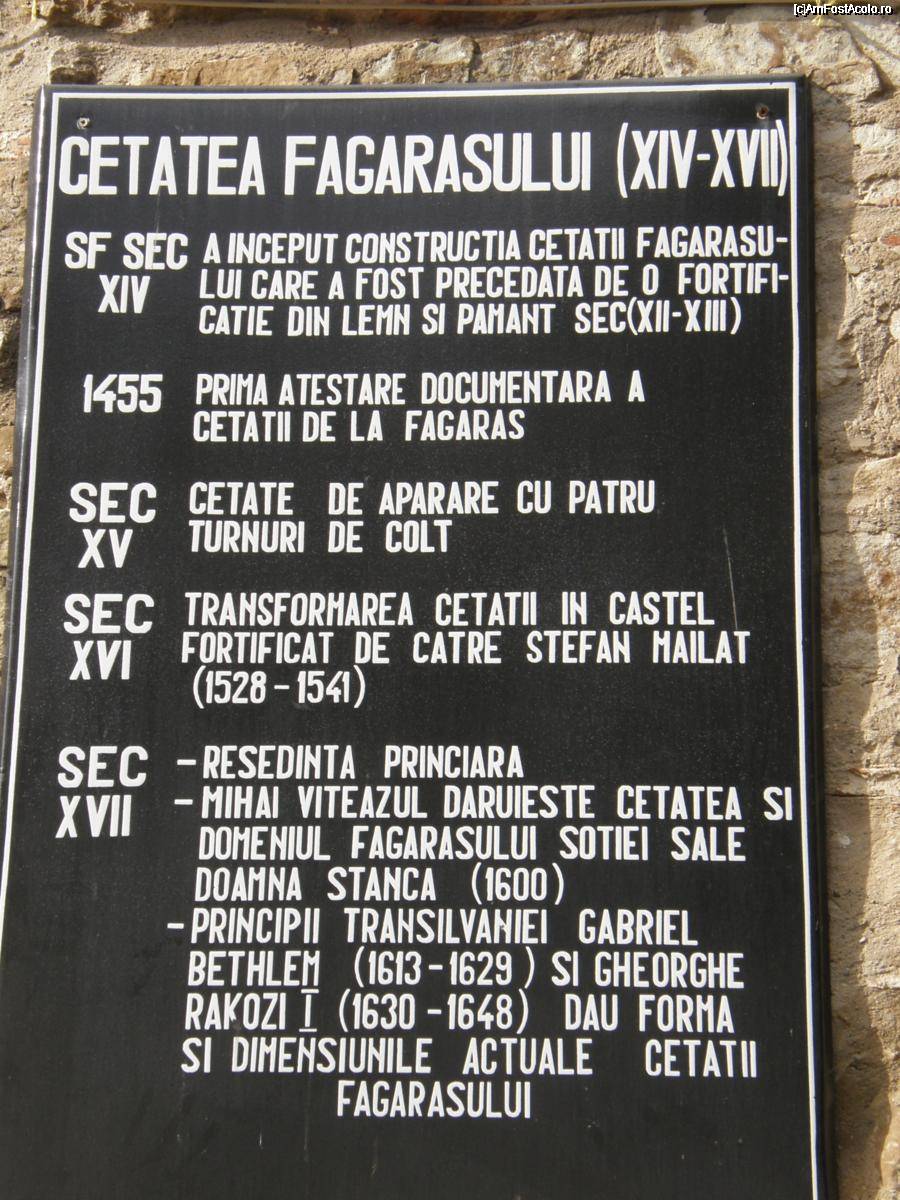 [c]AmFostAcolo.ro
CETATEA FAGARASULUI (XIV-XVII)
SF SEC A INCEPUT CONSTRUCTIA CETATII FAGARASU-
XIV LUI CARE A FOST PRECEDATA DE O FORTIFI-
CATIE DIN LEMN SI PAMANT SEC(XII-XIII)
1455 PRIMA ATESTARE DOCUMENTARA A
CETATII DE LA FAGARAS
SEC CETATE DE APARARE CU PATRU
XV TURNURI DE COLT
SEC TRANSFORMAREA CETATII IN CASTEL
XVI FORTIFICAT DE CATRE STEFAN MAILAT
(1528-1541)
SEC -RESEDINTA PRINCIARA
XVII -MIHAI VITEAZUL DARUIESTE CETATEA SI
DOMENIUL FAGARASULUI SOTIEI SALE
DOAMNA STANCA (1600)
-PRINCIPII TRANSILVANIEI GABRIEL
BETHLEM (1613-1629) SI GHEORGHE
RAKOZI I (1630-1648) DAU FORMA
SI DIMENSIUNILE ACTUALE CETATII
FAGARASULUI